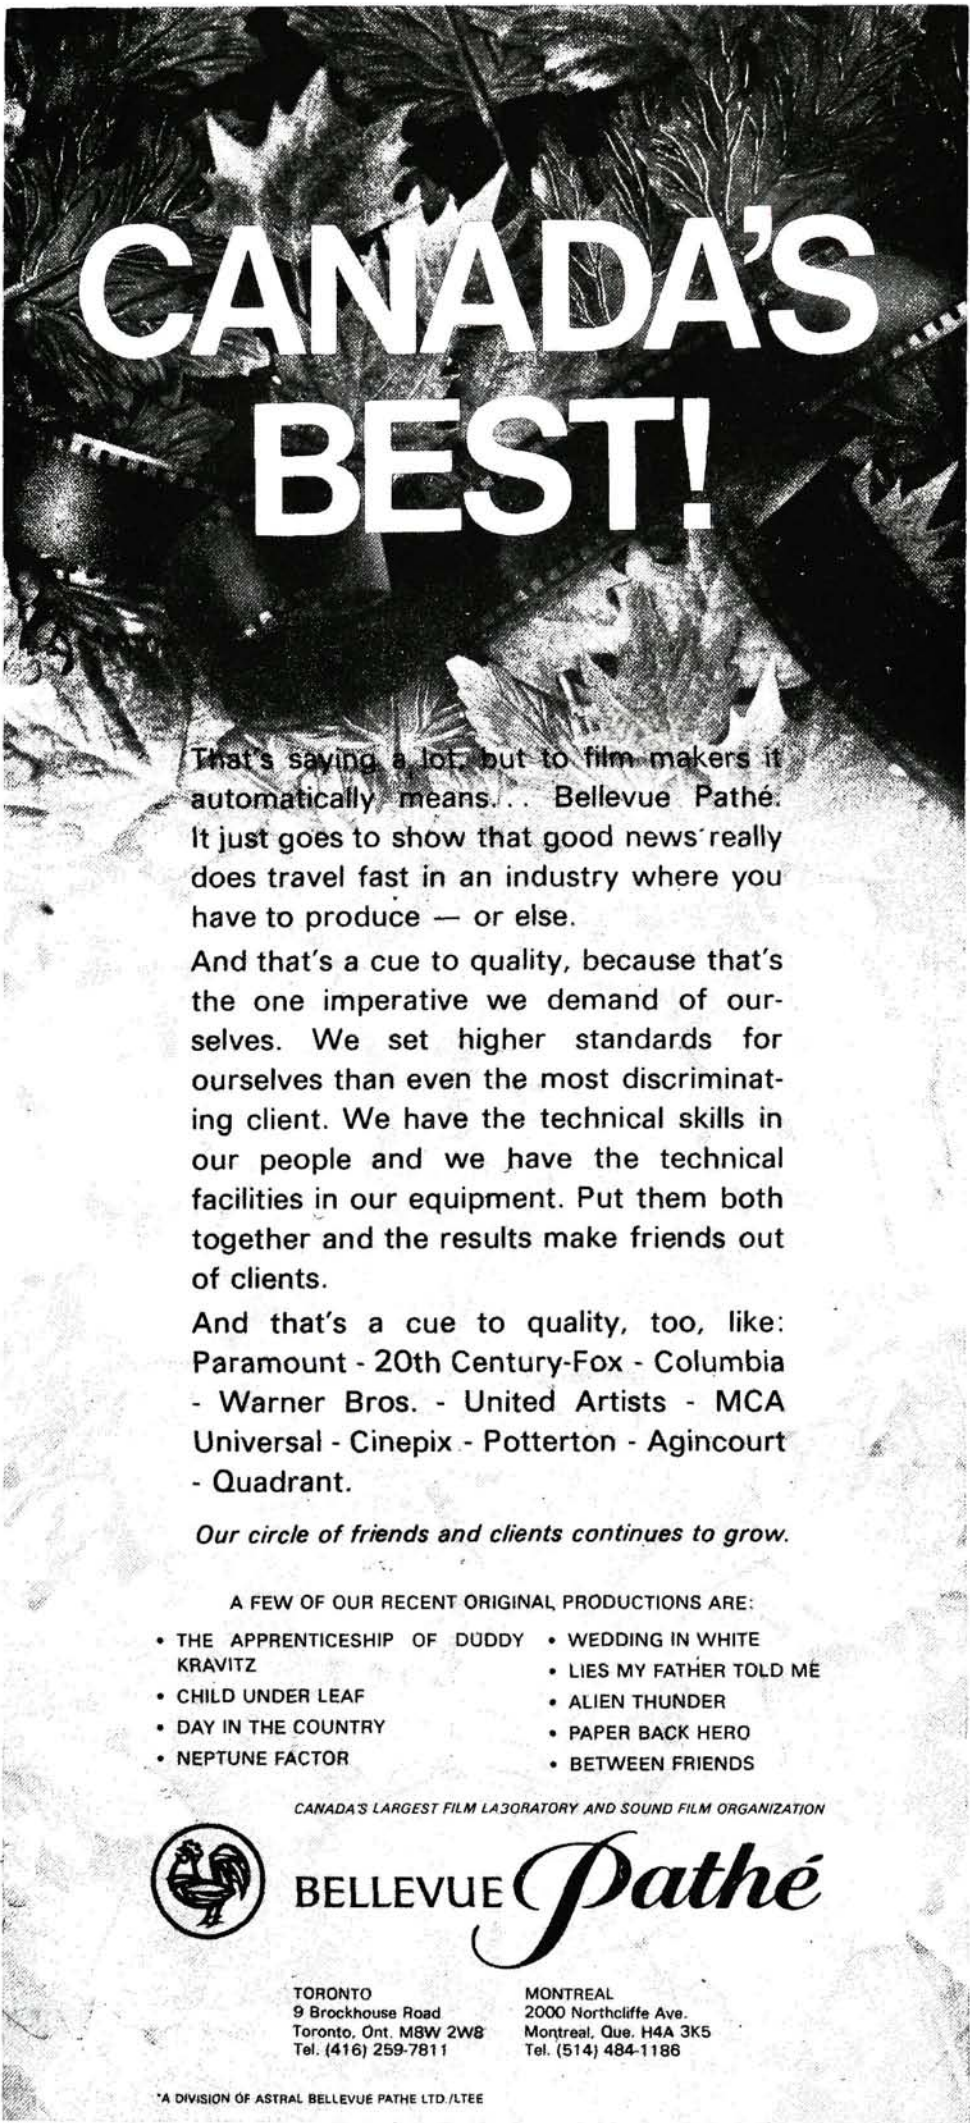 CANADA'S
BEST!
That's saying a lot, but to film makers it
automatically means... Bellevue Pathé.
It just goes to show that good news really
does travel fast in an industry where you
have to produce — or else.
And that's a cue to quality, because that's
the one imperative we demand of our-
selves. We set higher standards for
ourselves than even the most discriminat-
ing client. We have the technical skills in
our people and we have the technical
facilities in our equipment. Put them both
together and the results make friends out
of clients.
And that's a cue to quality, too, like:
Paramount - 20th Century-Fox - Columbia
- Warner Bros. - United Artists - MCA
Universal - Cinepix - Potterton - Agincourt
- Quadrant.
Our circle of friends and clients continues to grow.
A FEW OF OUR RECENT ORIGINAL PRODUCTIONS ARE:
• THE APPRENTICESHIP OF DUDDY
KRAVITZ
• CHILD UNDER LEAF
• DAY IN THE COUNTRY
• NEPTUNE FACTOR
• WEDDING IN WHITE
• LIES MY FATHER TOLD ME
• ALIEN THUNDER
• PAPER BACK HERO
• BETWEEN FRIENDS
CANADA'S LARGEST FILM LABORATORY AND SOUND FILM ORGANIZATION
BELLEVUE Pathé
TORONTO
9 Brockhouse Road
Toronto, Ont. M8W 2W8
Tel. (416) 259-7811
MONTREAL
2000 Northcliffe Ave.
Montreal, Que. H4A 3K5
Tel. (514) 484-1186
*A DIVISION OF ASTRAL BELLEVUE PATHE LTD./LTEE